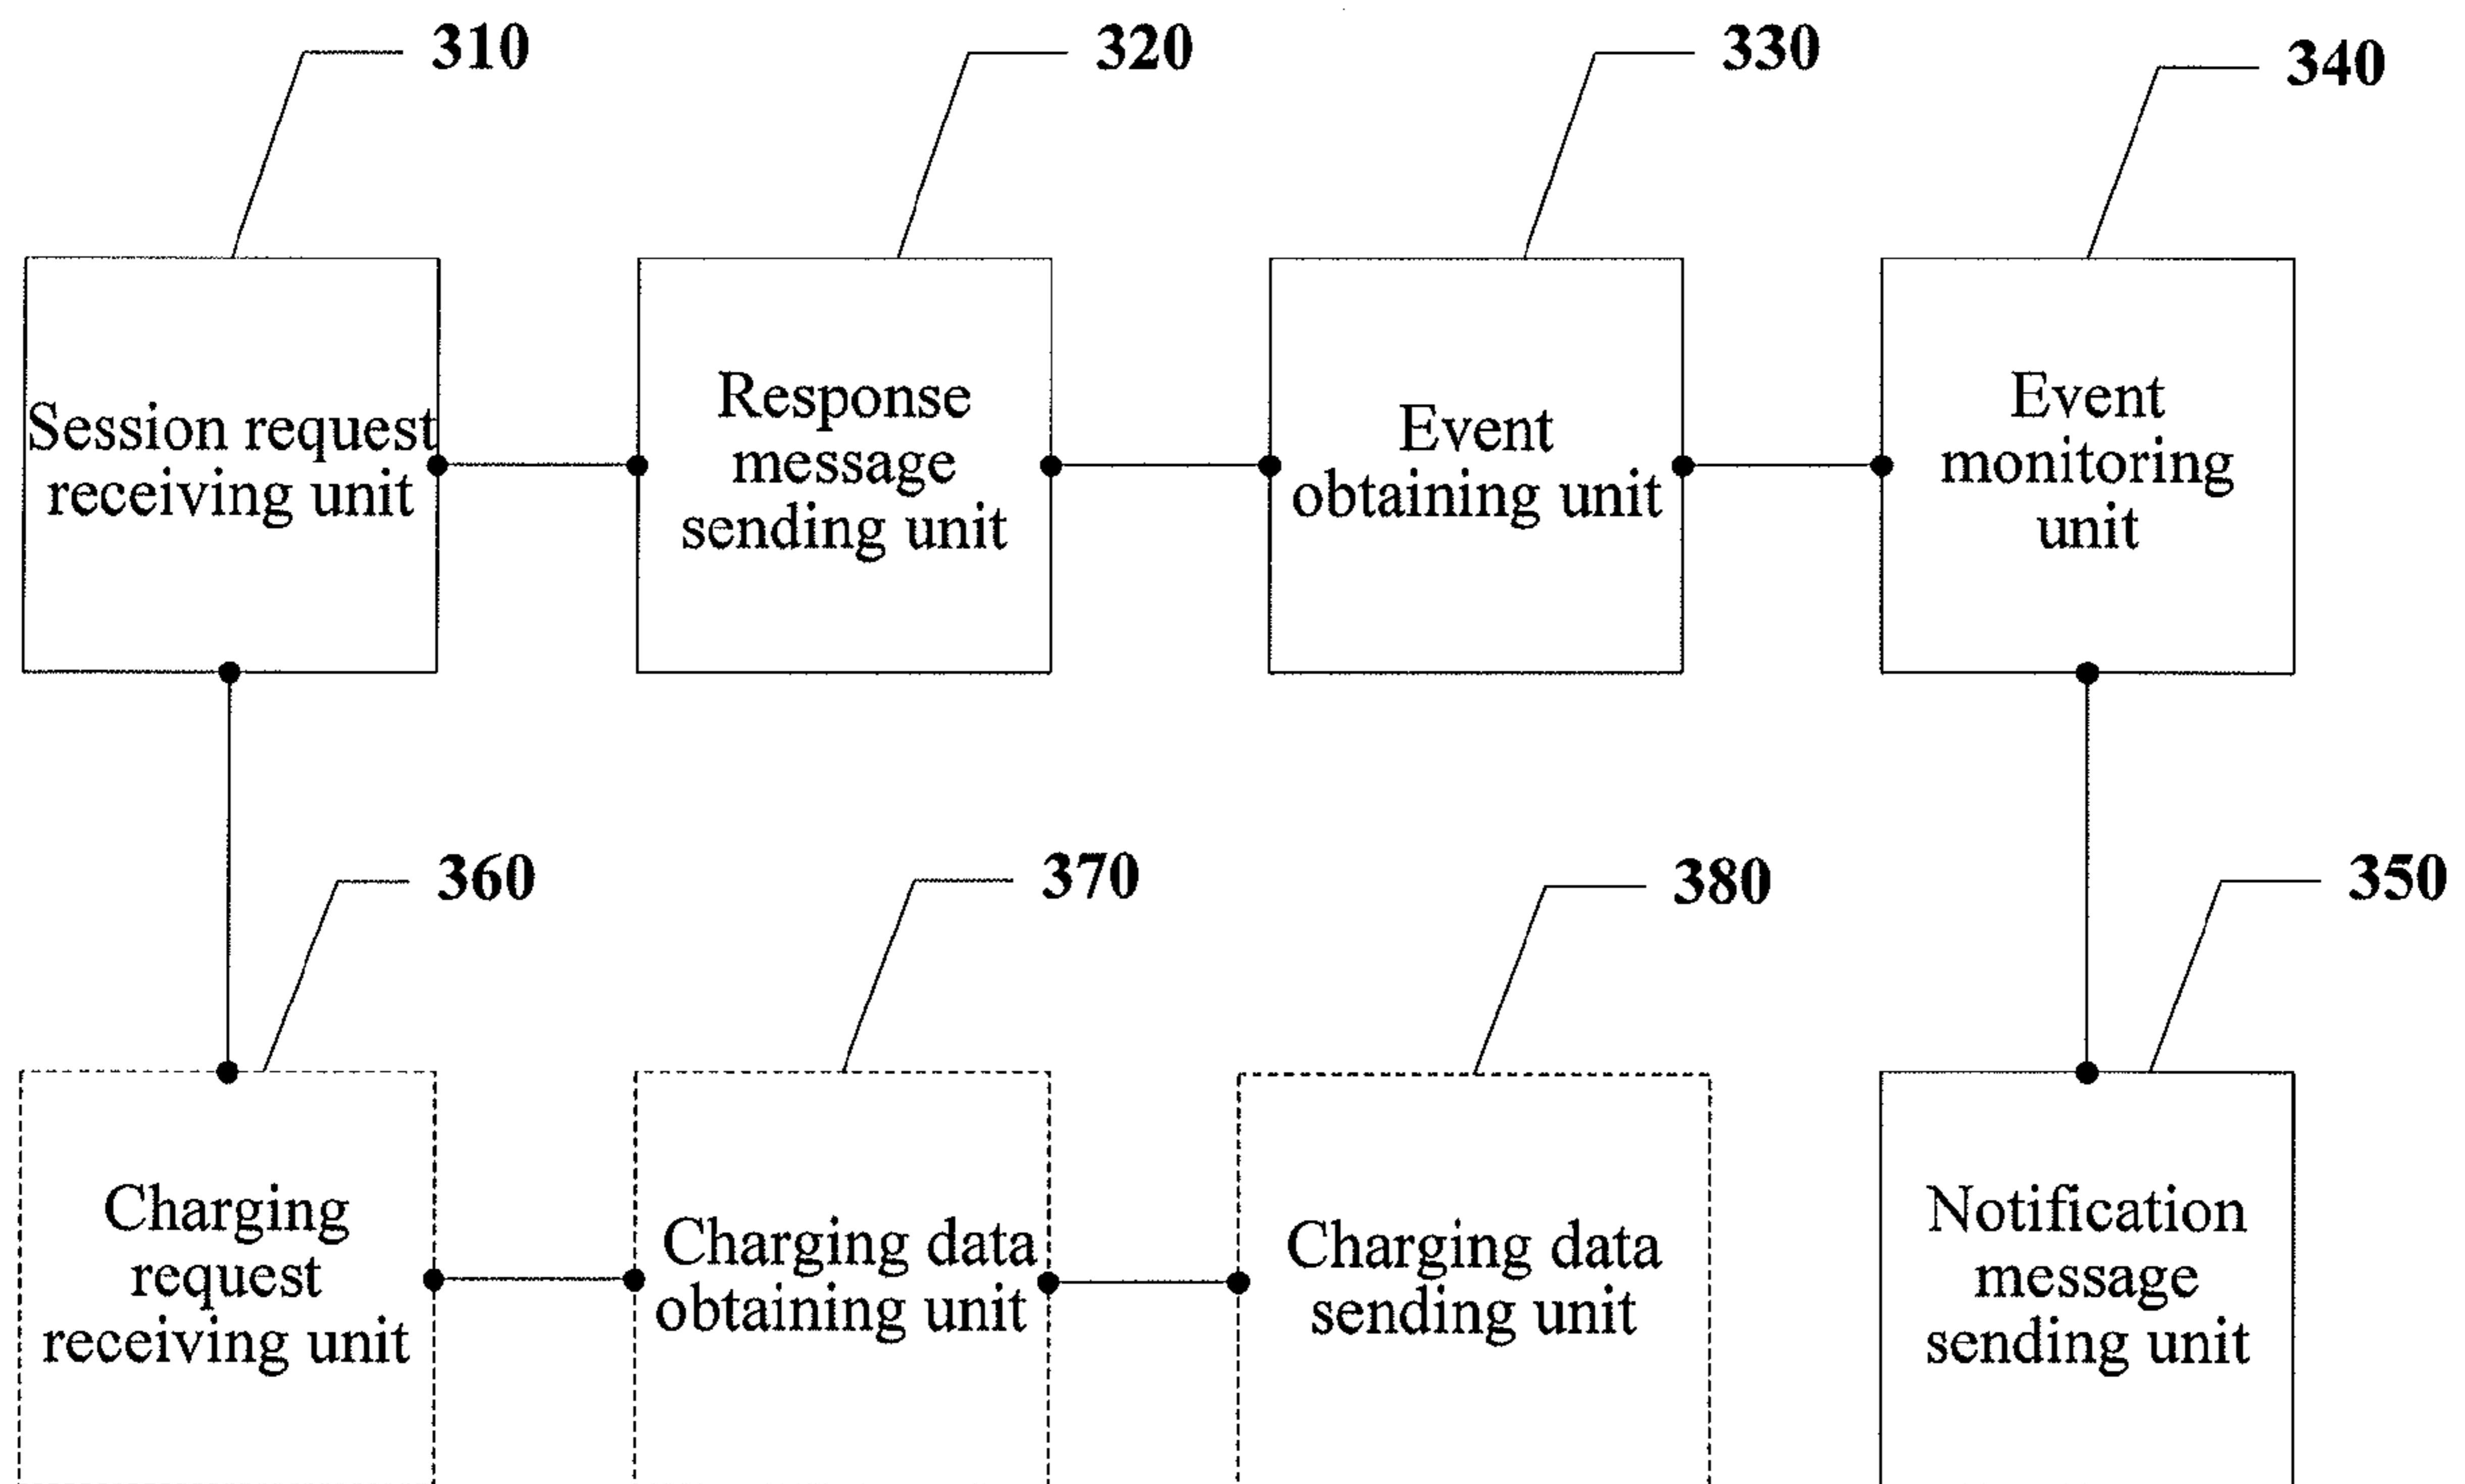 310
320
330
340
Session request
receiving unit
Response
message
sending unit
Event
obtaining unit
Event
monitoring
unit
360
370
380
350
Charging
request
receiving unit
Charging data
obtaining unit
Charging data
sending unit
Notification
message
sending unit